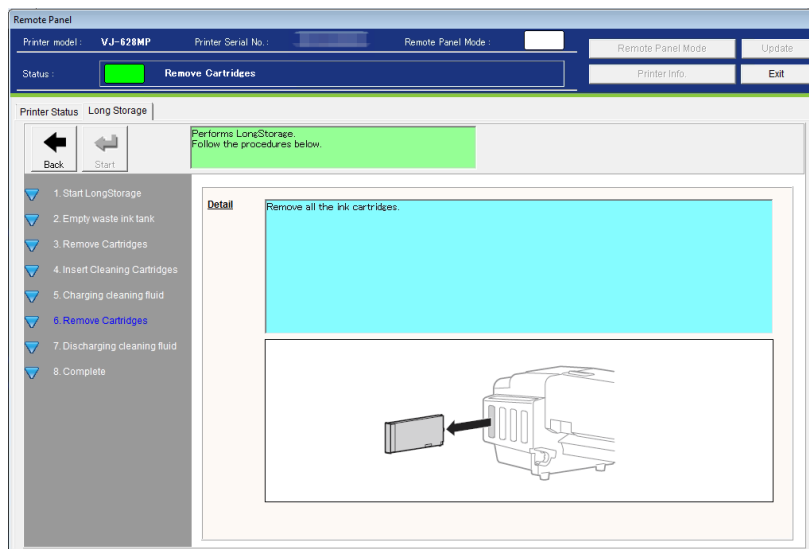 Remote Panel
Printer model : VJ-628MP Printer Serial No. : Remote Panel Mode :
Remote Panel Mode Update
Status : Remove Cartridges
Printer Info. Exit
Printer Status Long Storage
Back Start
Performs LongStorage.
Follow the procedures below.
1. Start LongStorage
2. Empty waste ink tank
3. Remove Cartridges
4. Insert Cleaning Cartridges
5. Charging cleaning fluid
6. Remove Cartridges
7. Discharging cleaning fluid
8. Complete
Detail
Remove all the ink cartridges.